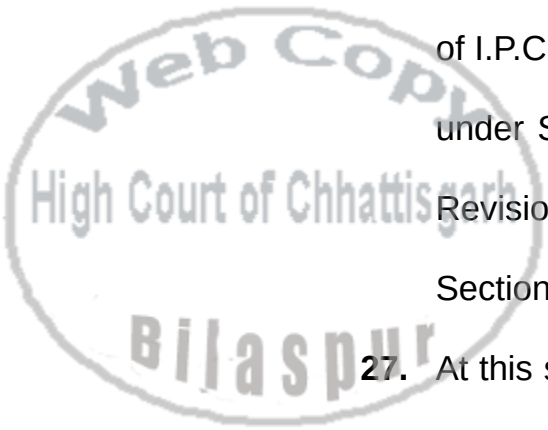 Web Copy
of I.P.C
under S
High Court of Chhattisgarh
Revisio
Section
Bilaspur
27. At this s